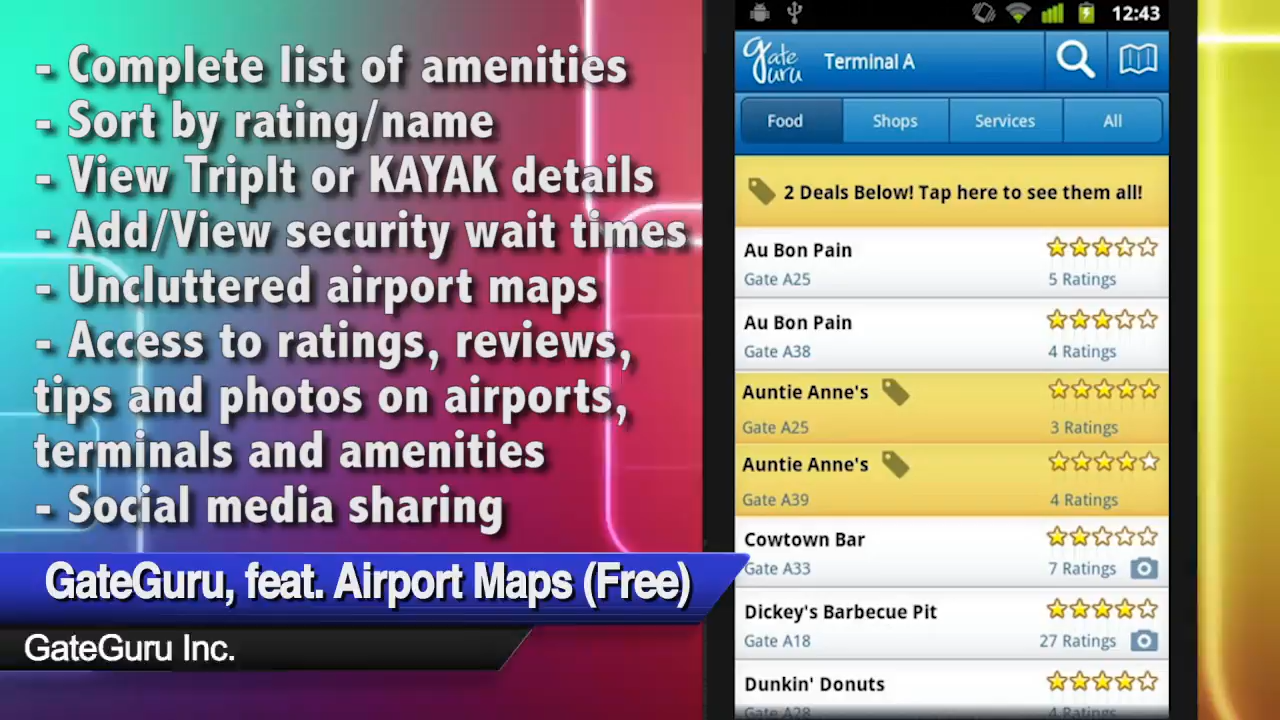 - Complete list of amenities
- Sort by rating/name
- View TripIt or KAYAK details
- Add/View security wait times
- Uncluttered airport maps
- Access to ratings, reviews,
tips and photos on airports,
terminals and amenities
- Social media sharing
GateGuru, feat. Airport Maps (Free)
GateGuru Inc.
12:43
gate guru
Terminal A
Food Shops Services All
2 Deals Below! Tap here to see them all!
Au Bon Pain
Gate A25 5 Ratings
Au Bon Pain
Gate A38 4 Ratings
Auntie Anne's
Gate A25 3 Ratings
Auntie Anne's
Gate A39 4 Ratings
Cowtown Bar
Gate A33 7 Ratings
Dickey's Barbecue Pit
Gate A18 27 Ratings
Dunkin' Donuts
Gate A28 4 Ratings